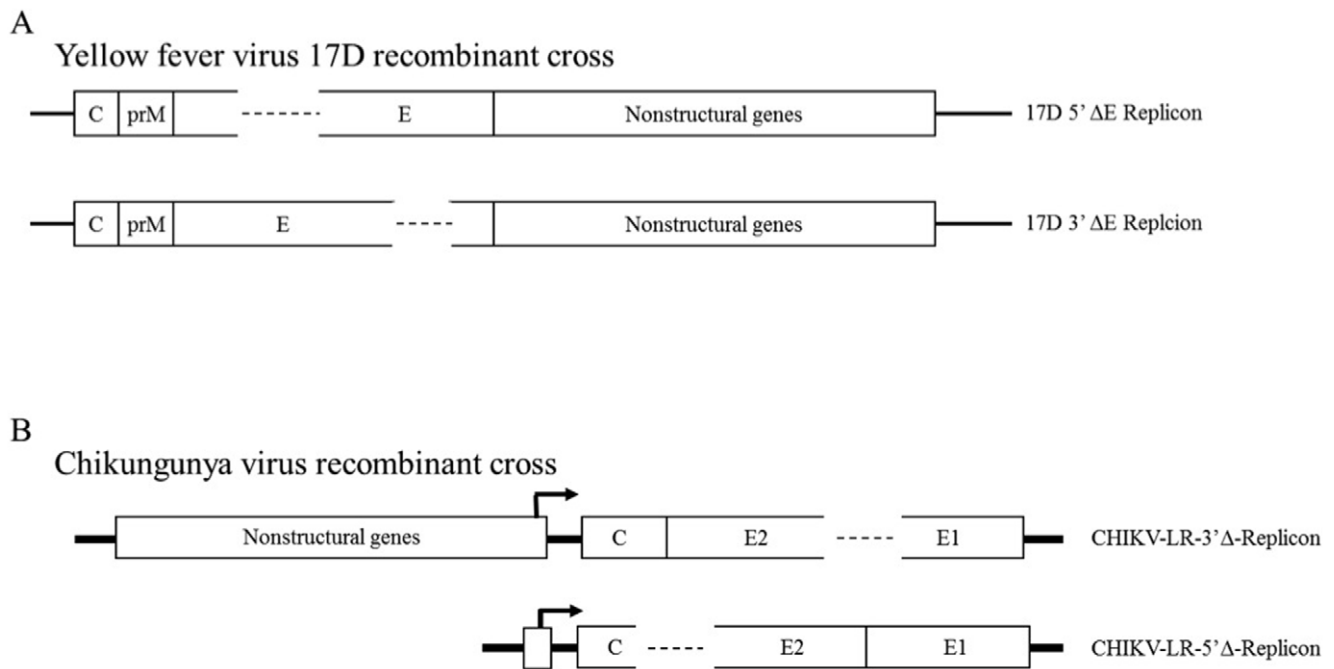 A
Yellow fever virus 17D recombinant cross
C prM E Nonstructural genes 17D 5' ΔE Replicon
C prM E Nonstructural genes 17D 3' ΔE Replcion
B
Chikungunya virus recombinant cross
Nonstructural genes C E2 E1 CHIKV-LR-3'Δ-Replicon
C E2 E1 CHIKV-LR-5'Δ-Replicon